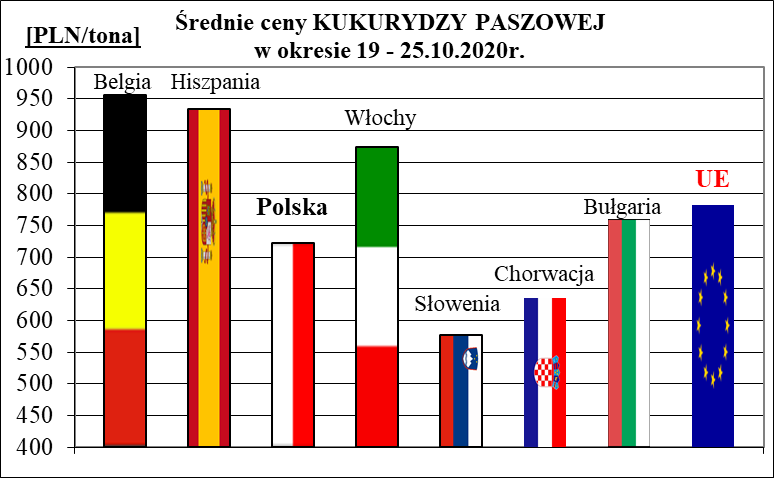 Średnie ceny KUKURYDZY PASZOWEJ
w okresie 19 - 25.10.2020r.
[PLN/tona]
1000
950
900
850
800
750
700
650
600
550
500
450
400
Belgia
Hiszpania
Polska
Włochy
Słowenia
Chorwacja
Bułgaria
UE